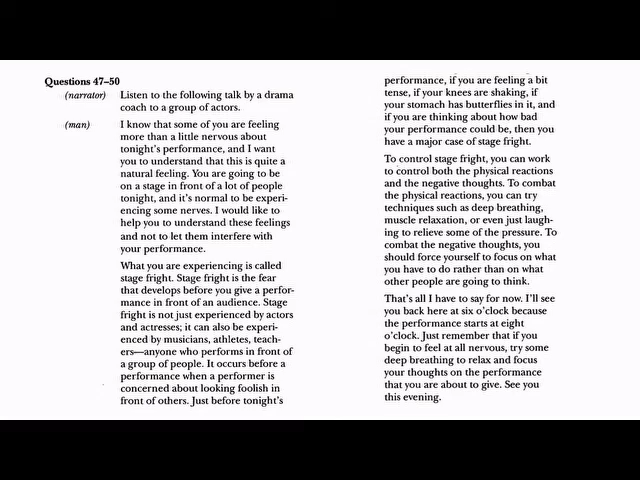 Questions 47–50
(narrator) Listen to the following talk by a drama
coach to a group of actors.
(man) I know that some of you are feeling
more than a little nervous about
tonight's performance, and I want
you to understand that this is quite a
natural feeling. You are going to be
on a stage in front of a lot of people
tonight, and it's normal to be experi-
encing some nerves. I would like to
help you to understand these feelings
and not to let them interfere with
your performance.
What you are experiencing is called
stage fright. Stage fright is the fear
that develops before you give a perfor-
mance in front of an audience. Stage
fright is not just experienced by actors
and actresses; it can also be experi-
enced by musicians, athletes, teach-
ers—anyone who performs in front of
a group of people. It occurs before a
performance when a performer is
concerned about looking foolish in
front of others. Just before tonight's
performance, if you are feeling a bit
tense, if your knees are shaking, if
your stomach has butterflies in it, and
if you are thinking about how bad
your performance could be, then you
have a major case of stage fright.
To control stage fright, you can work
to control both the physical reactions
and the negative thoughts. To combat
the physical reactions, you can try
techniques such as deep breathing,
muscle relaxation, or even just laugh-
ing to relieve some of the pressure. To
combat the negative thoughts, you
should force yourself to focus on what
you have to do rather than on what
other people are going to think.
That's all I have to say for now. I'll see
you back here at six o'clock because
the performance starts at eight
o'clock. Just remember that if you
begin to feel at all nervous, try some
deep breathing to relax and focus
your thoughts on the performance
that you are about to give. See you
this evening.